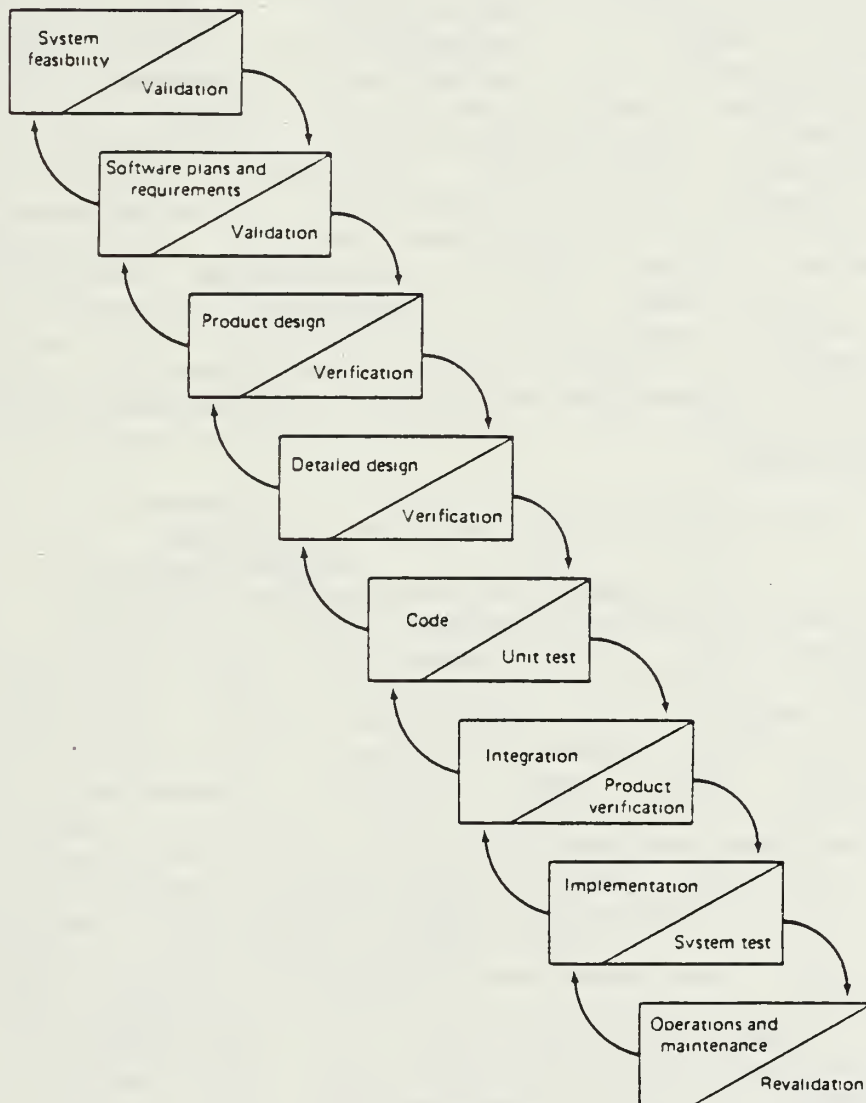 System
feasibility
Validation
Software plans and
requirements
Validation
Product design
Verification
Detailed design
Verification
Code
Unit test
Integration
Product
verification
Implementation
System test
Operations and
maintenance
Revalidation